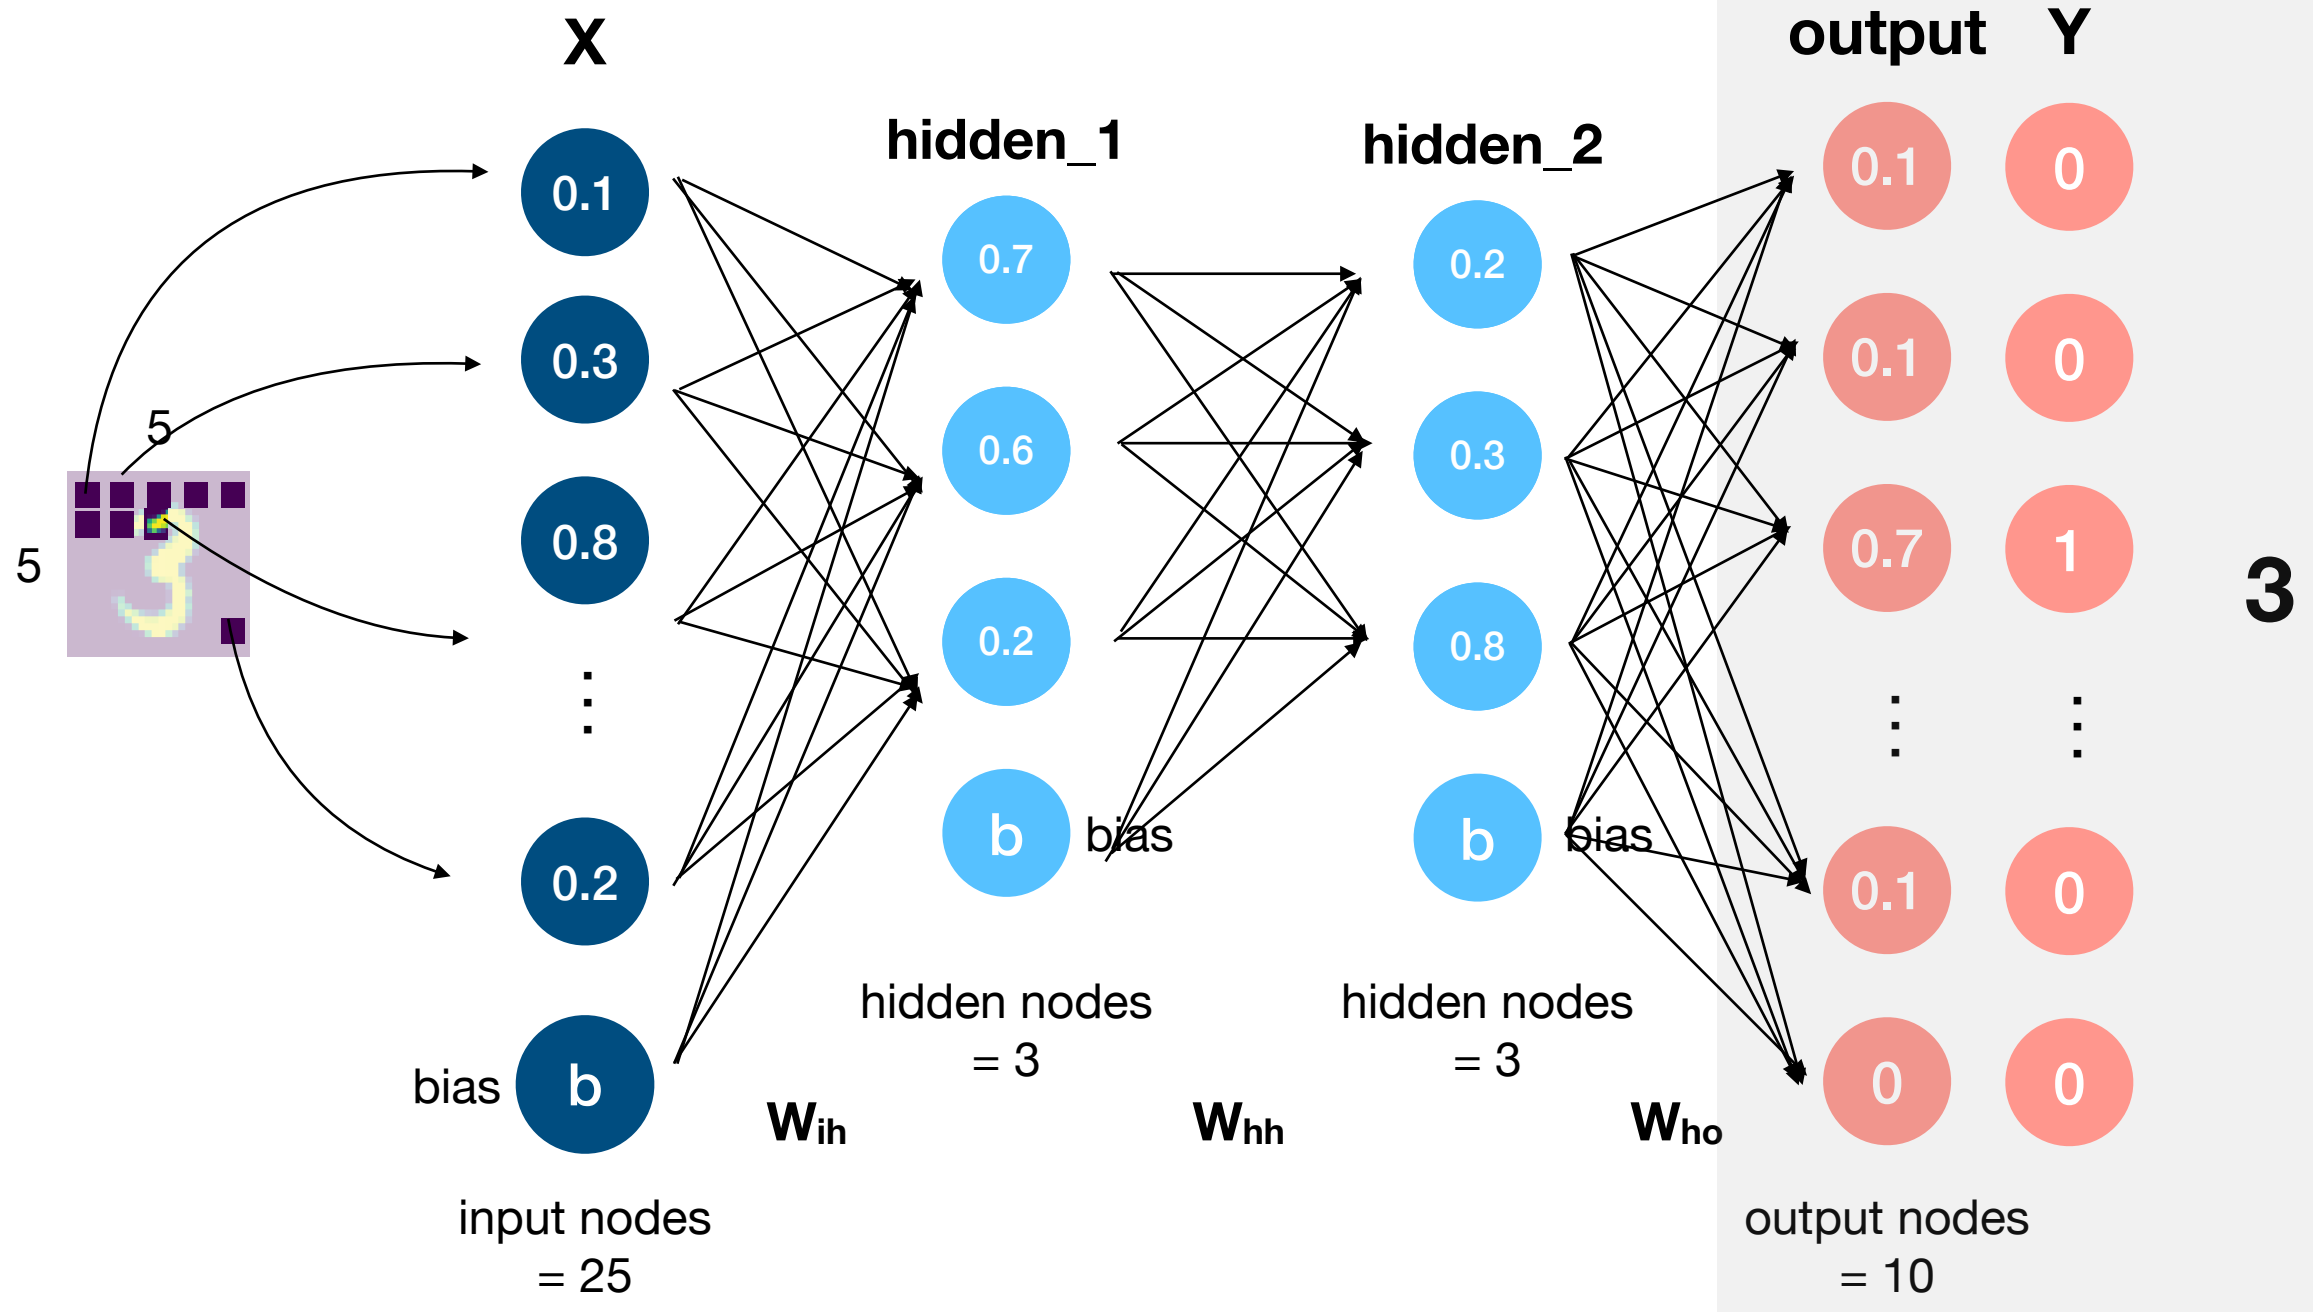 X
output Y
hidden_1
hidden_2
0.1
0.3
0.8
⋮
0.2
b
bias
5
5
0.7
0.6
0.2
b
bias
0.2
0.3
0.8
b
bias
0.1
0.1
0.7
⋮
0.1
0
0
0
1
⋮
0
0
3
hidden nodes
= 3
hidden nodes
= 3
Wih
Whh
Who
input nodes
= 25
output nodes
= 10